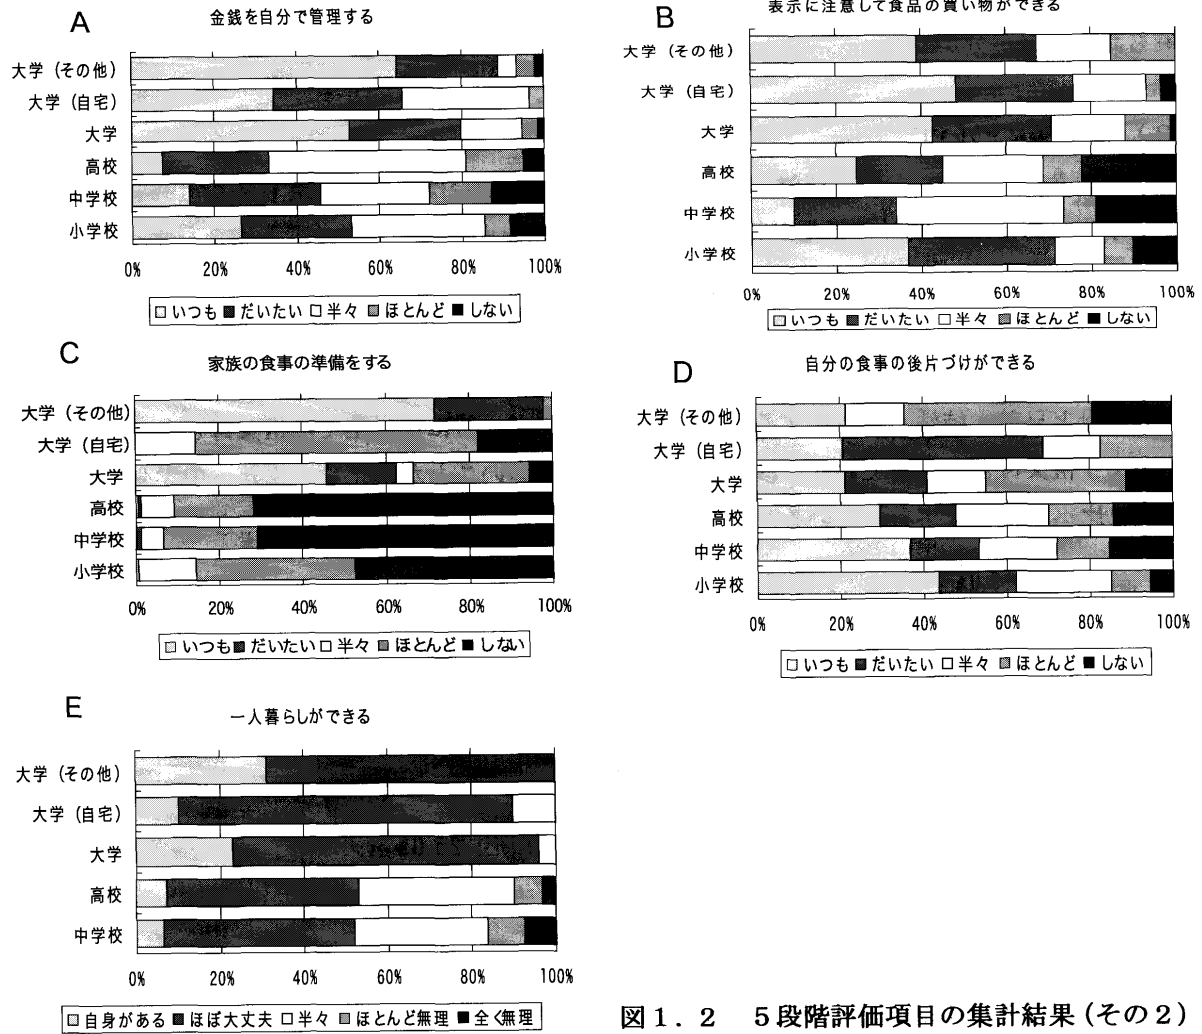 A
金銭を自分で管理する
大学（その他）
大学（自宅）
大学
高校
中学校
小学校
0% 20% 40% 60% 80% 100%
いつも だいたい 半々 ほとんど しない
B
表示に注意して食品の買い物ができる
大学（その他）
大学（自宅）
大学
高校
中学校
小学校
0% 20% 40% 60% 80% 100%
いつも だいたい 半々 ほとんど しない
C
家族の食事の準備をする
大学（その他）
大学（自宅）
大学
高校
中学校
小学校
0% 20% 40% 60% 80% 100%
いつも だいたい 半々 ほとんど しない
D
自分の食事の後片づけができる
大学（その他）
大学（自宅）
大学
高校
中学校
小学校
0% 20% 40% 60% 80% 100%
いつも だいたい 半々 ほとんど しない
E
一人暮らしができる
大学（その他）
大学（自宅）
大学
高校
中学校
0% 20% 40% 60% 80% 100%
自身がある ほぼ大丈夫 半々 ほとんど無理 全く無理
図１．２　５段階評価項目の集計結果（その２）